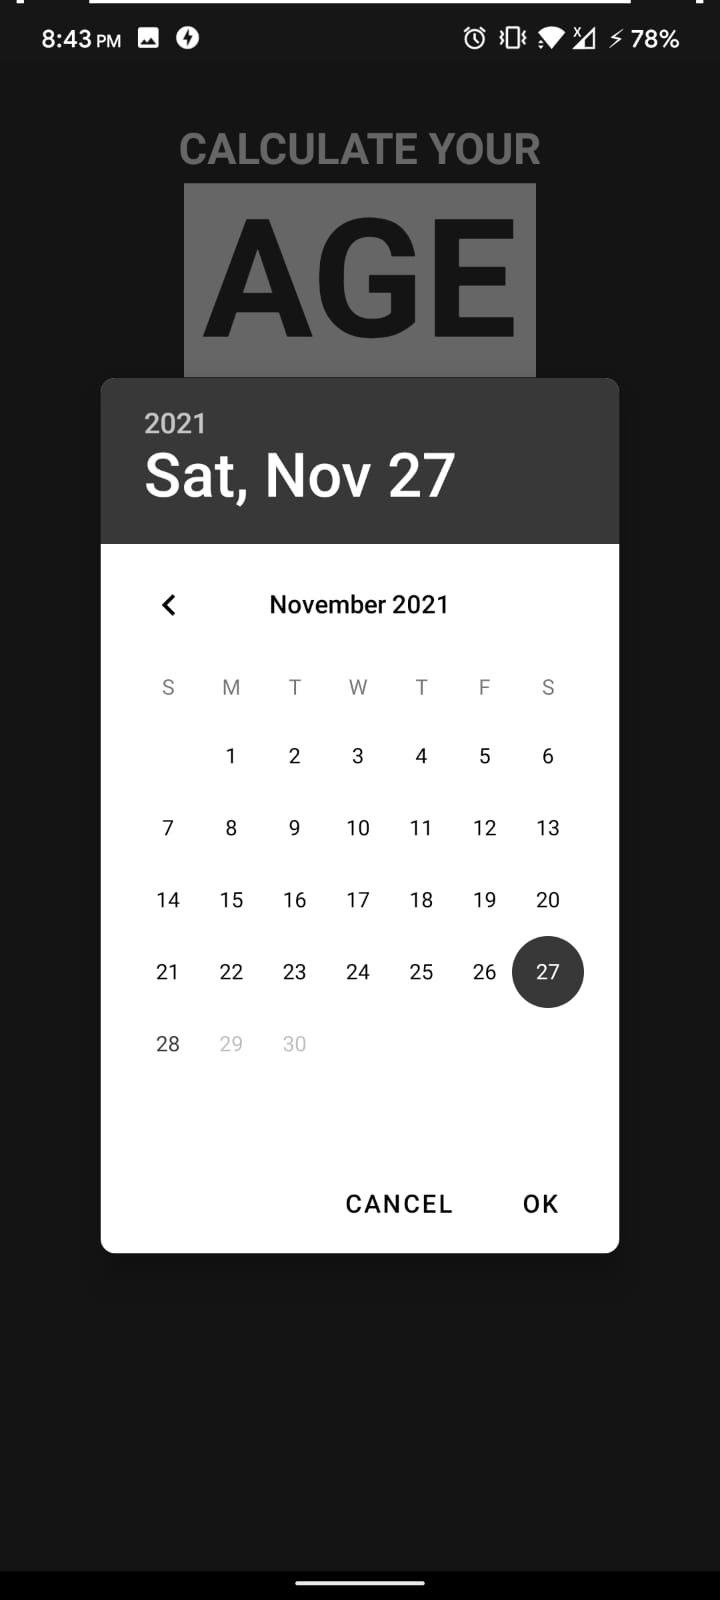 8:43 PM 78%
CALCULATE YOUR
AGE
2021
Sat, Nov 27
November 2021
S M T W T F S
1 2 3 4 5 6
7 8 9 10 11 12 13
14 15 16 17 18 19 20
21 22 23 24 25 26 27
28 29 30
CANCEL OK